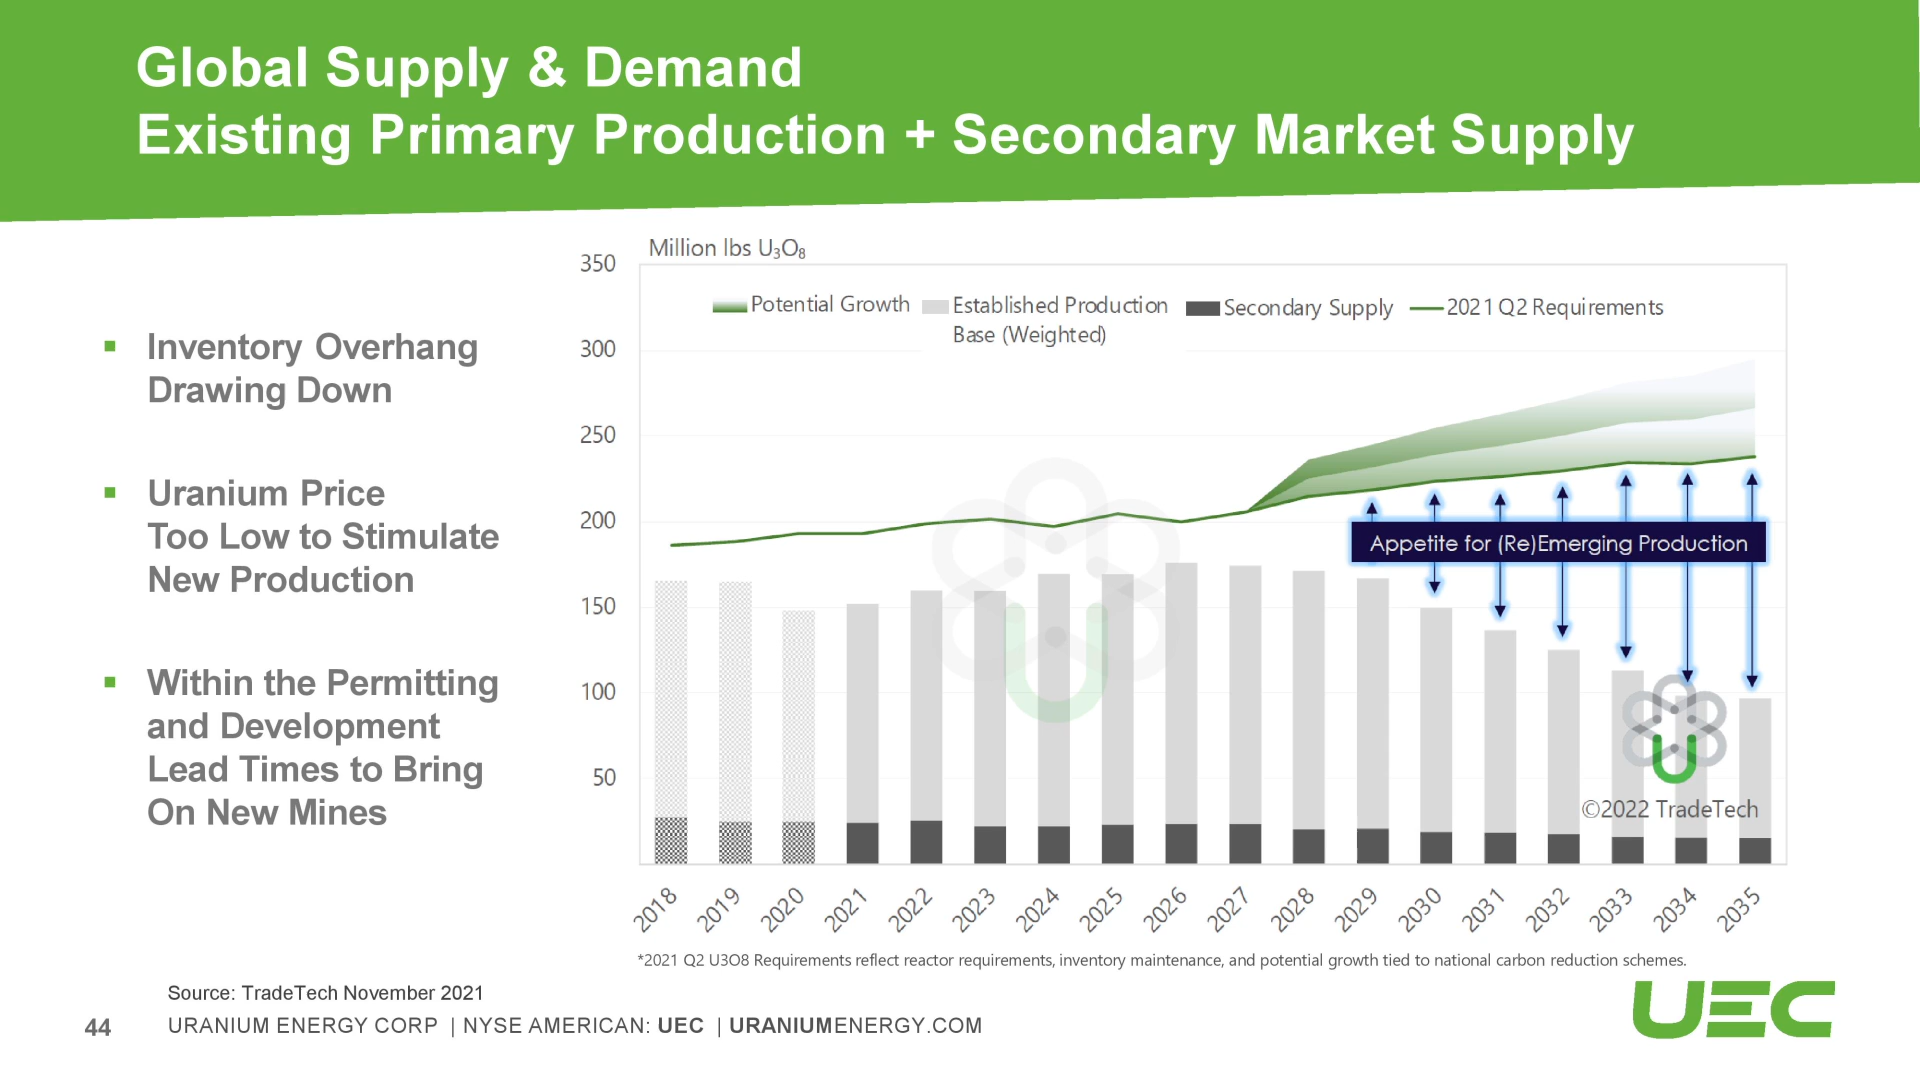 Global Supply & Demand
Existing Primary Production + Secondary Market Supply
▪ Inventory Overhang
Drawing Down
▪ Uranium Price
Too Low to Stimulate
New Production
▪ Within the Permitting
and Development
Lead Times to Bring
On New Mines
Million lbs U₃O₈
350
300
250
200
150
100
50
Potential Growth
Established Production
Base (Weighted)
Secondary Supply
2021 Q2 Requirements
Appetite for (Re)Emerging Production
©2022 TradeTech
2018 2019 2020 2021 2022 2023 2024 2025 2026 2027 2028 2029 2030 2031 2032 2033 2034 2035
*2021 Q2 U3O8 Requirements reflect reactor requirements, inventory maintenance, and potential growth tied to national carbon reduction schemes.
Source: TradeTech November 2021
44 URANIUM ENERGY CORP | NYSE AMERICAN: UEC | URANIUMENERGY.COM
UEC